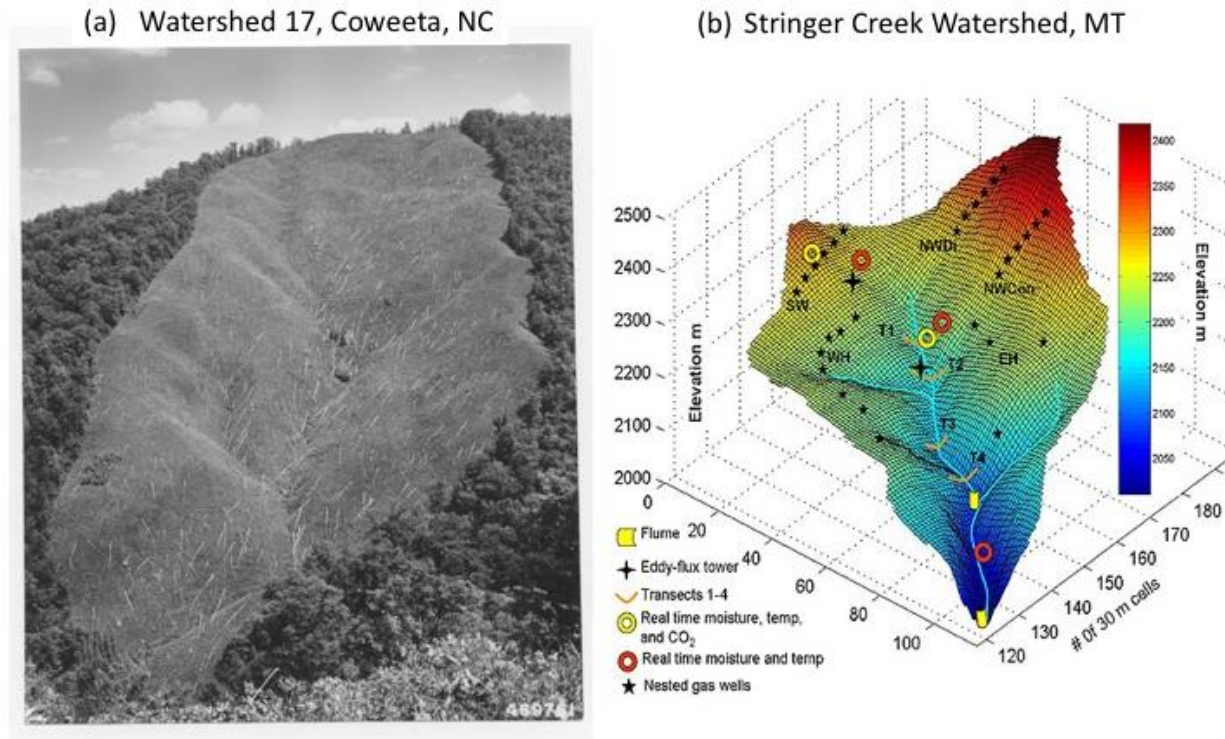 (a) Watershed 17, Coweeta, NC
469761
(b) Stringer Creek Watershed, MT
2500
2400
2300
2200
2100
2000
Elevation m
0
20
40
60
80
100
120
130
140
150
160
170
180
# 0f 30 m cells
NWDi
NWCon
SW
T1
WH
T2
EH
T3
T4
2400
2350
2300
2250
2200
2150
2100
2050
Elevation m
Flume
Eddy-flux tower
Transects 1-4
Real time moisture, temp,
and CO2
Real time moisture and temp
Nested gas wells